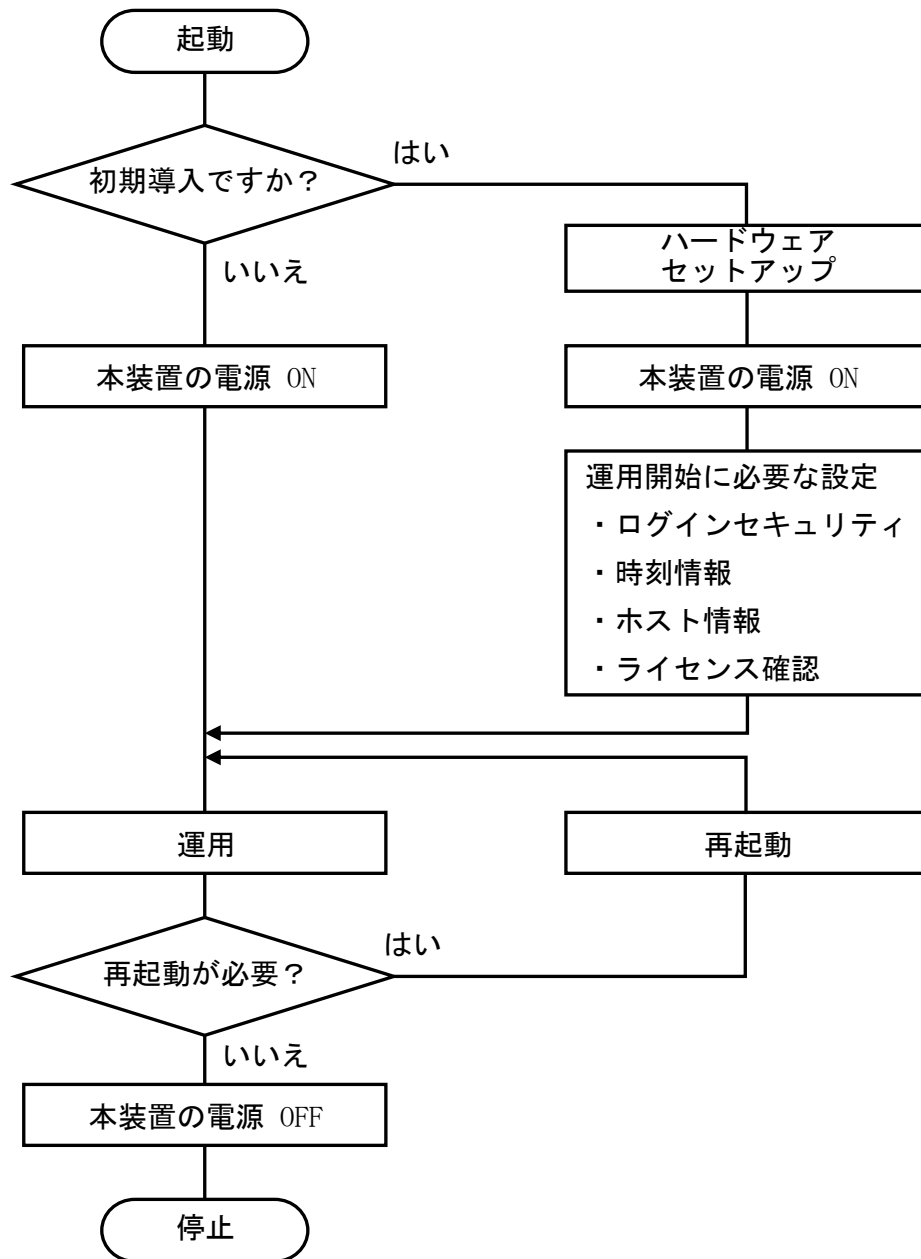 起動
初期導入ですか？
はい
いいえ
ハードウェア
セットアップ
本装置の電源 ON
本装置の電源 ON
運用開始に必要な設定
・ログインセキュリティ
・時刻情報
・ホスト情報
・ライセンス確認
運用
再起動
再起動が必要？
はい
いいえ
本装置の電源 OFF
停止